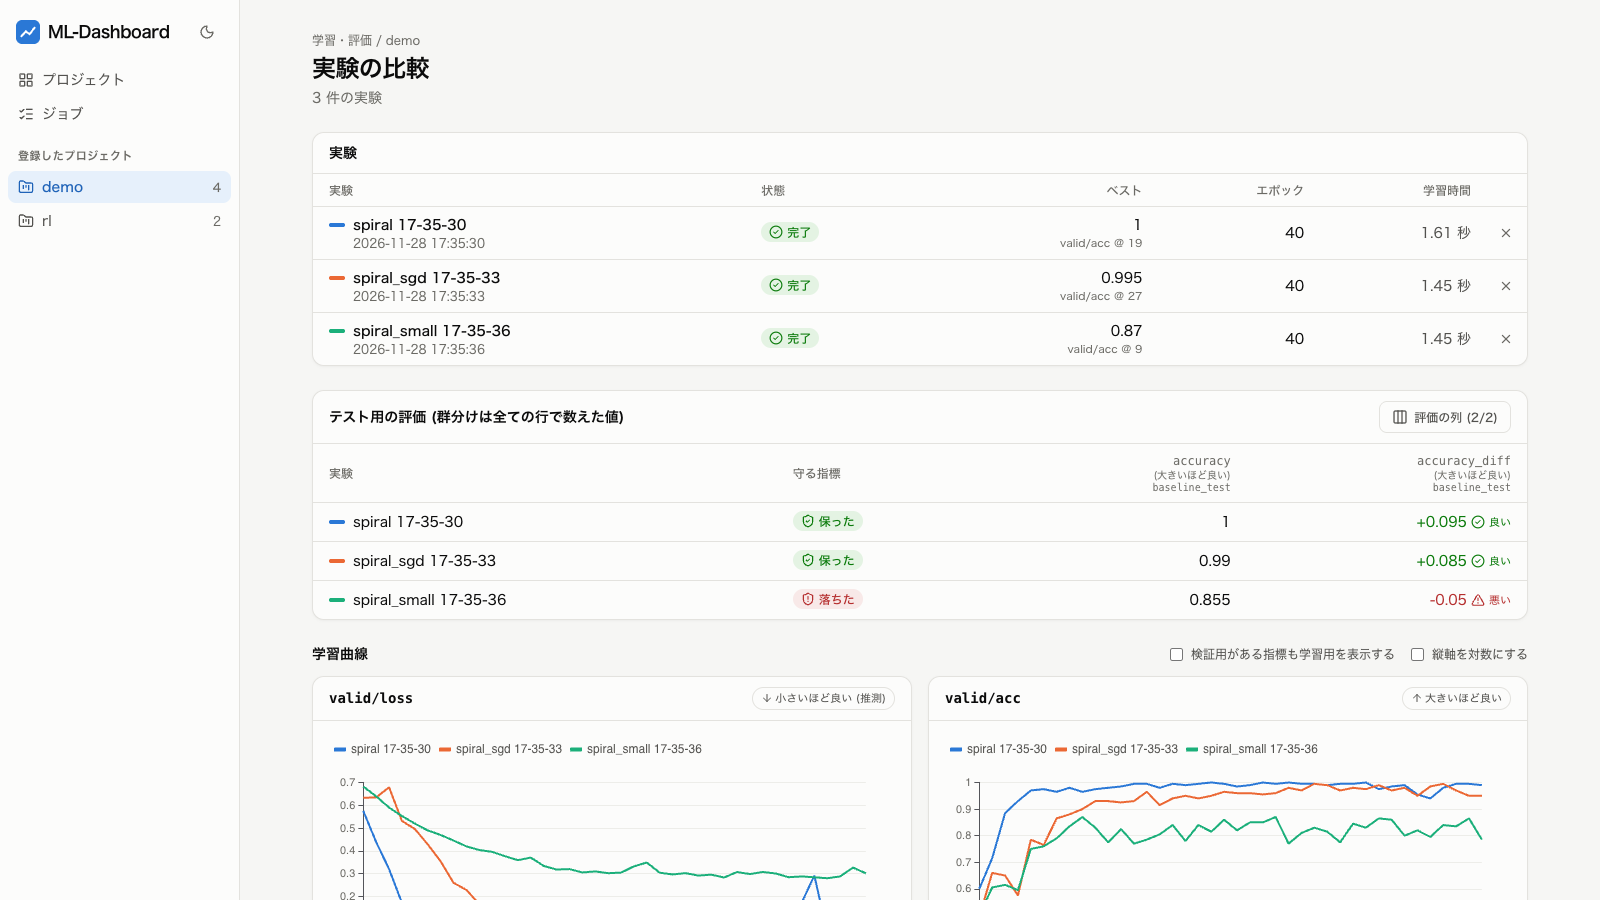 ML-Dashboard
プロジェクト
ジョブ
登録したプロジェクト
demo 4
rl 2
学習・評価 / demo
実験の比較
3 件の実験
実験
実験 状態 ベスト エポック 学習時間
spiral 17-35-30 完了 1 40 1.61 秒
2026-11-28 17:35:30 valid/acc @ 19
spiral_sgd 17-35-33 完了 0.995 40 1.45 秒
2026-11-28 17:35:33 valid/acc @ 27
spiral_small 17-35-36 完了 0.87 40 1.45 秒
2026-11-28 17:35:36 valid/acc @ 9
テスト用の評価 (群分けは全ての行で数えた値) 評価の列 (2/2)
実験 守る指標 accuracy accuracy_diff
(大きいほど良い) (大きいほど良い)
baseline_test baseline_test
spiral 17-35-30 保った 1 +0.095 良い
spiral_sgd 17-35-33 保った 0.99 +0.085 良い
spiral_small 17-35-36 落ちた 0.855 -0.05 悪い
学習曲線 検証用がある指標も学習用を表示する 縦軸を対数にする
valid/loss ↓ 小さいほど良い (推測)
spiral 17-35-30 spiral_sgd 17-35-33 spiral_small 17-35-36
0.7
0.6
0.5
0.4
0.3
0.2
valid/acc ↑ 大きいほど良い
spiral 17-35-30 spiral_sgd 17-35-33 spiral_small 17-35-36
1
0.9
0.8
0.7
0.6